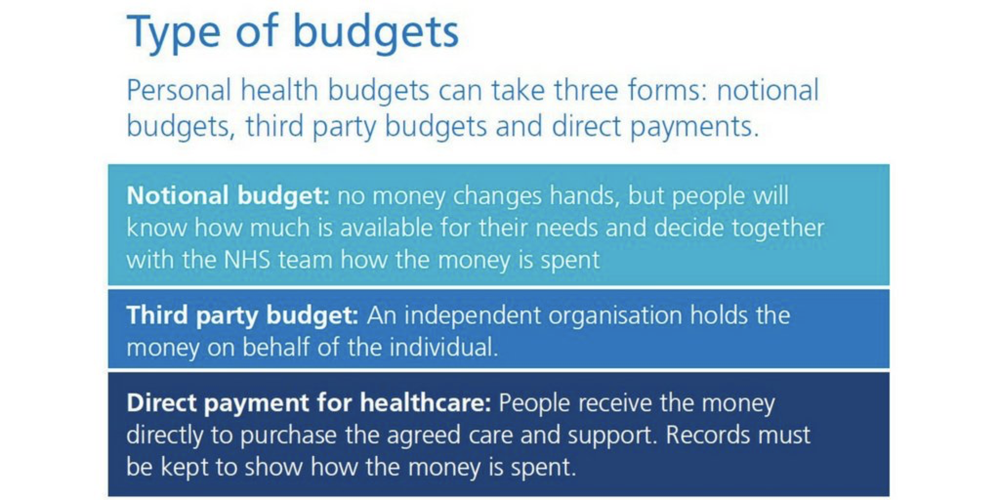 Type of budgets
Personal health budgets can take three forms: notional
budgets, third party budgets and direct payments.
Notional budget: no money changes hands, but people will
know how much is available for their needs and decide together
with the NHS team how the money is spent
Third party budget: An independent organisation holds the
money on behalf of the individual.
Direct payment for healthcare: People receive the money
directly to purchase the agreed care and support. Records must
be kept to show how the money is spent.